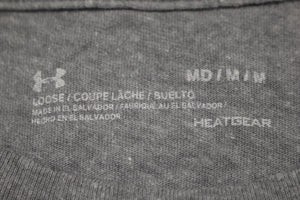 MD / M / M
LOOSE / COUPE LÂCHE / SUELTO
MADE IN EL SALVADOR / FABRIQUÉ AU EL SALVADOR /
HECHO EN EL SALVADOR
HEATGEAR